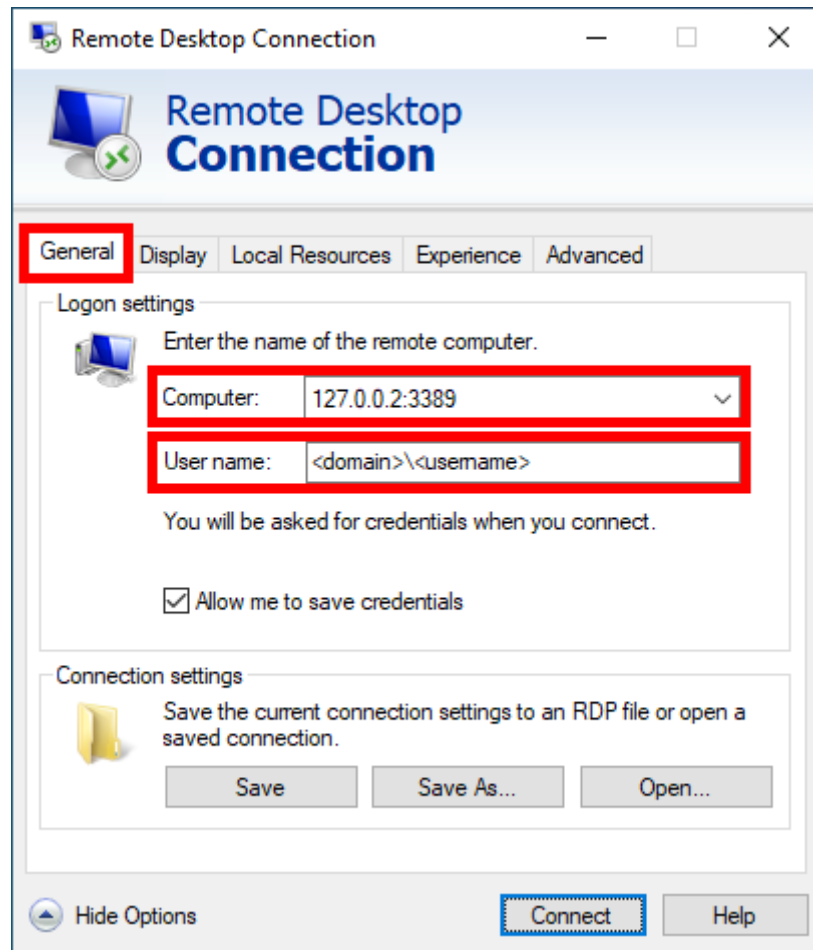 Remote Desktop Connection
Remote Desktop
Connection
General Display Local Resources Experience Advanced
Logon settings
Enter the name of the remote computer.
Computer: 127.0.0.2:3389
User name: <domain>\<username>
You will be asked for credentials when you connect.
Allow me to save credentials
Connection settings
Save the current connection settings to an RDP file or open a
saved connection.
Save Save As... Open...
Hide Options Connect Help